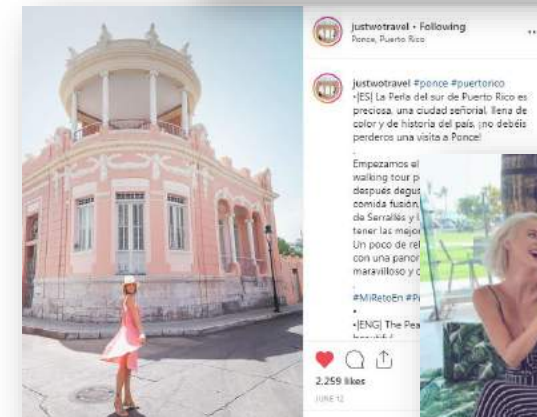 justwotravel • Following
Ponce, Puerto Rico
justwotravel #ponce #puertorico
•|ES| La Perla del sur de Puerto Rico es
preciosa, una ciudad señorial, llena de
color y de historia del país, ¡no debéis
perderos una visita a Ponce!
.
Empezamos el
walking tour p
después degus
comida fusión,
de Serrallés y l
tener las mejor
Un poco de rel
con una panor
maravilloso y c
.
#MiRetoEn #P
•
•|ENG| The Pea
2,259 likes
JUNE 12